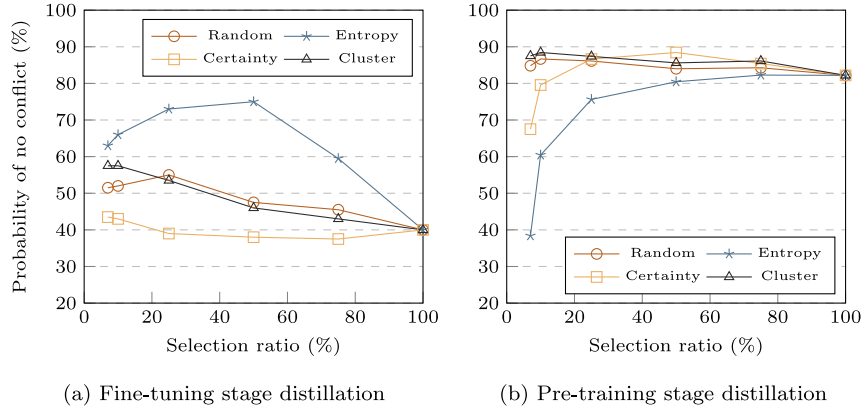 Probability of no conflict (%)
100
90
80
70
60
50
40
30
20
0 20 40 60 80 100
Selection ratio (%)
Random Entropy
Certainty Cluster
(a) Fine-tuning stage distillation
100
90
80
70
60
50
40
30
20
0 20 40 60 80 100
Selection ratio (%)
Random Entropy
Certainty Cluster
(b) Pre-training stage distillation